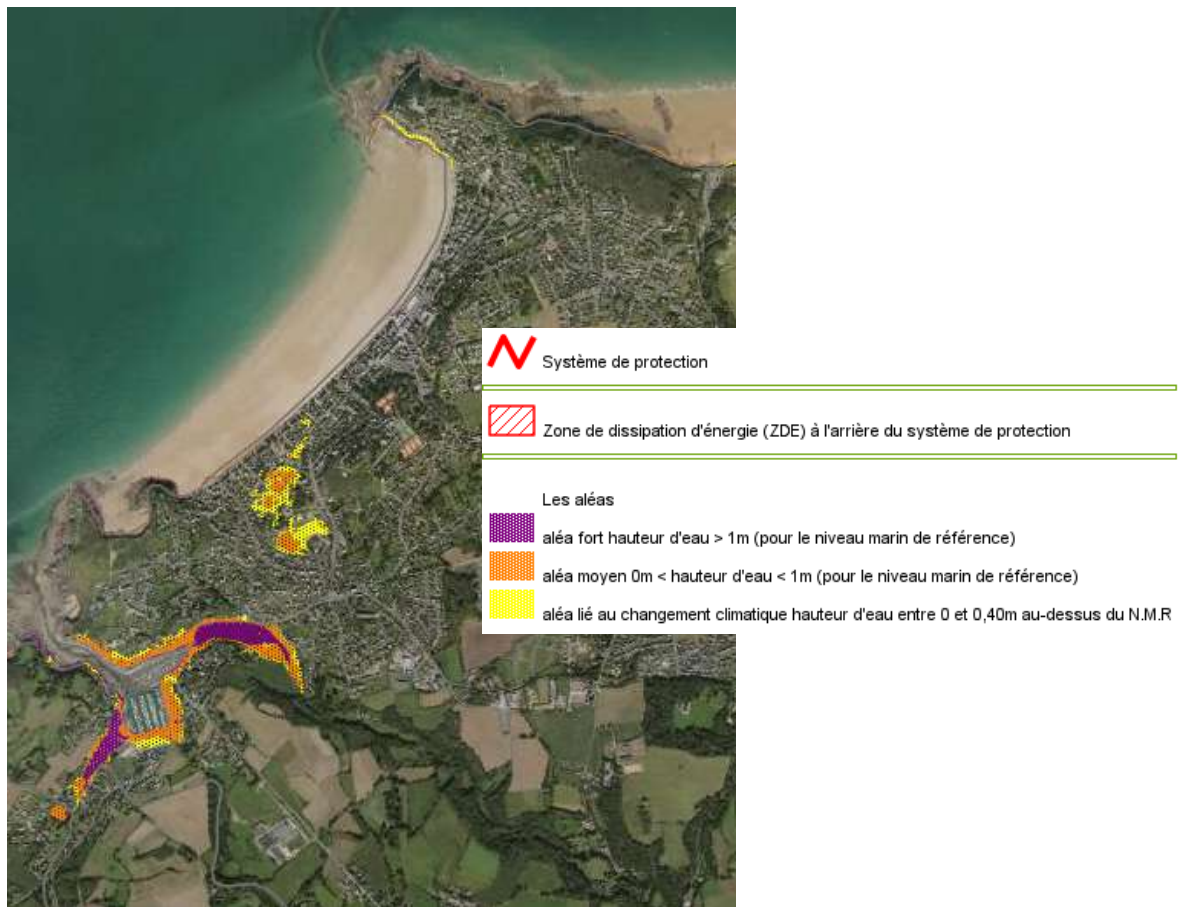 Système de protection
Zone de dissipation d'énergie (ZDE) à l'arrière du système de protection
Les aléas
aléa fort hauteur d'eau > 1m (pour le niveau marin de référence)
aléa moyen 0m < hauteur d'eau < 1m (pour le niveau marin de référence)
aléa lié au changement climatique hauteur d'eau entre 0 et 0,40m au-dessus du N.M.R